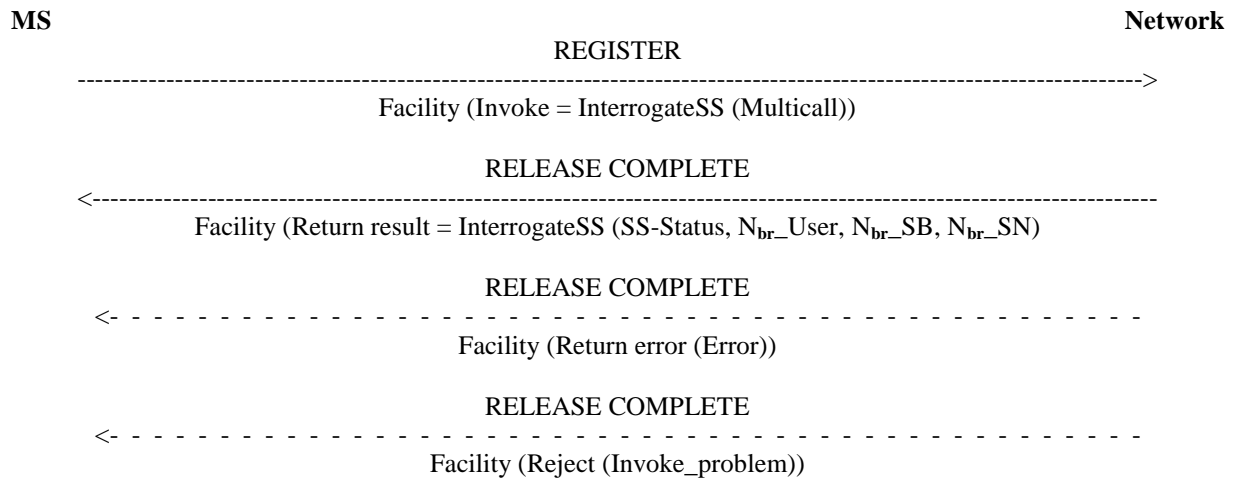 MS Network
REGISTER
Facility (Invoke = InterrogateSS (Multicall))
RELEASE COMPLETE
Facility (Return result = InterrogateSS (SS-Status, Nbr_User, Nbr_SB, Nbr_SN)
RELEASE COMPLETE
Facility (Return error (Error))
RELEASE COMPLETE
Facility (Reject (Invoke_problem))